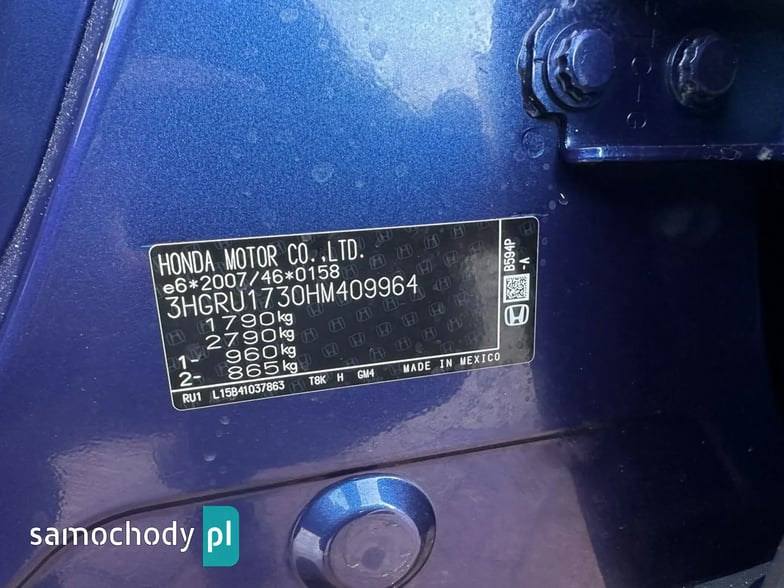 HONDA MOTOR CO.,LTD.
e6*2007/46*0158
3HGRU1730HM409964
1790kg
2790kg
1- 960kg
2- 865kg
RU1 L15B41037863 T8K H GM4 MADE IN MEXICO
B594P
-A
samochody pl